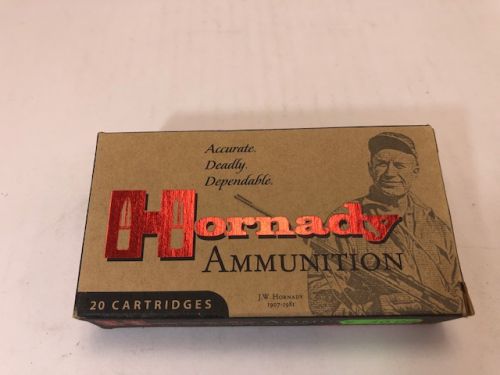 Accurate.
Deadly.
Dependable.
Hornady
AMMUNITION
20 CARTRIDGES
J.W. HORNADY
1907-1981